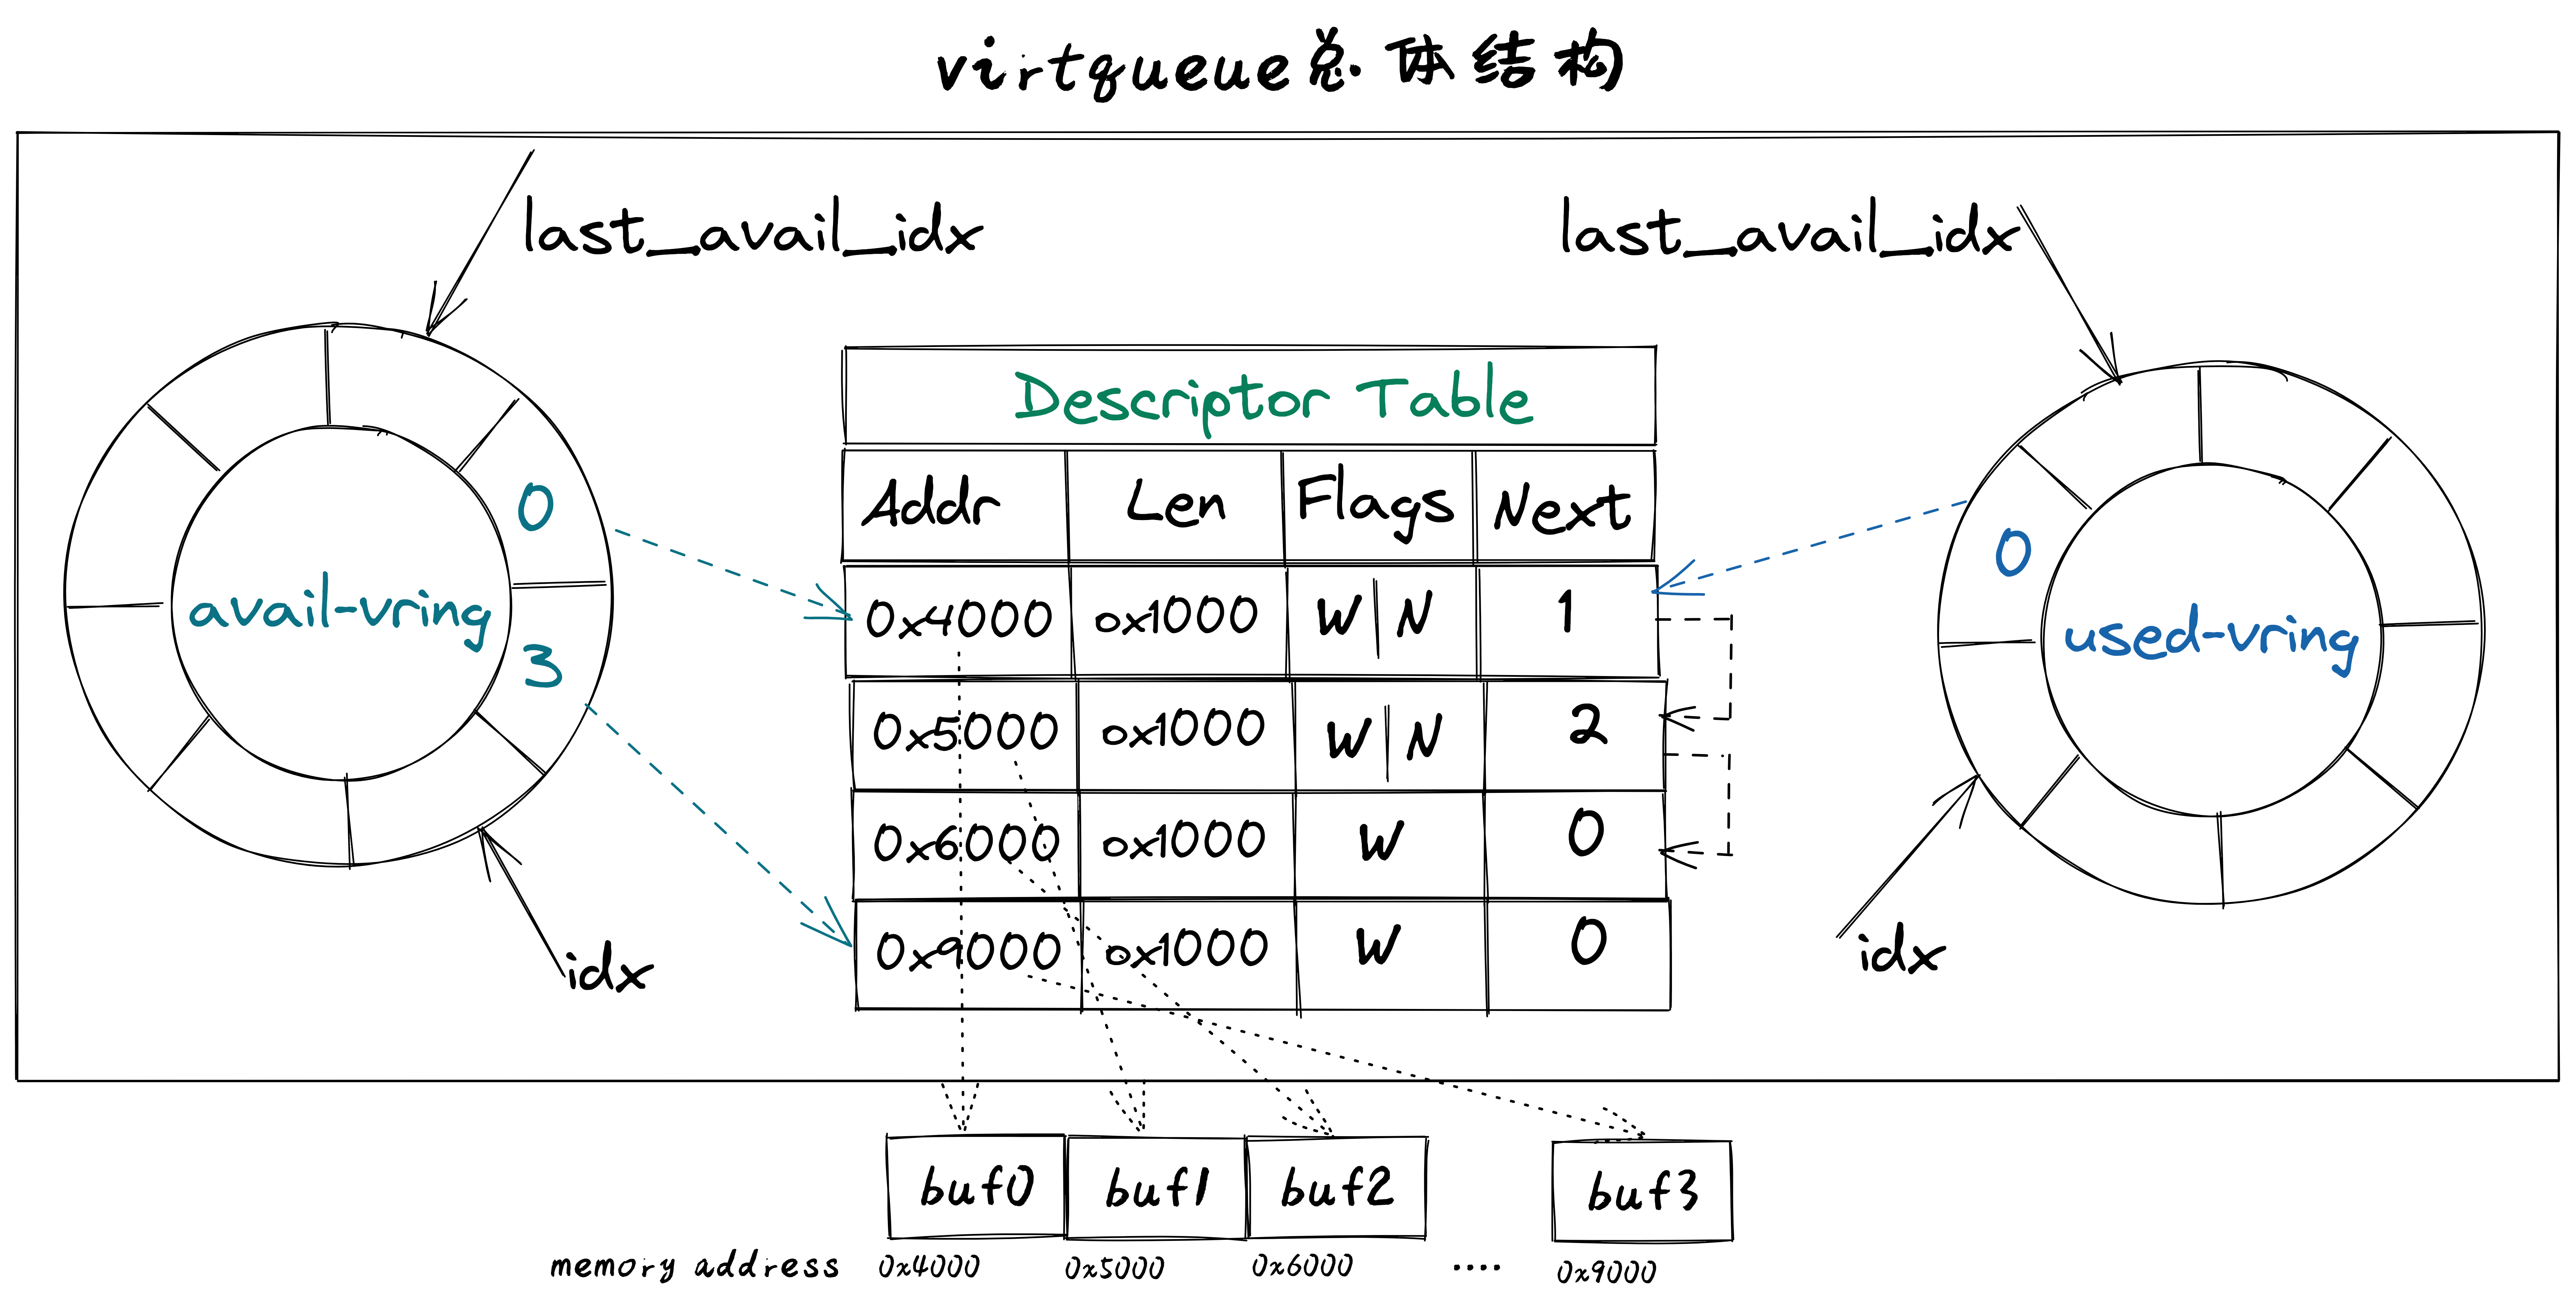 virtqueue总体结构
last_avail_idx
last_avail_idx
Descriptor Table
Addr Len Flags Next
0
0
avail-vring
used-vring
3
0x4000 0x1000 W|N 1
0x5000 0x1000 W|N 2
0x6000 0x1000 W 0
0x9000 0x1000 W 0
idx
idx
buf0 buf1 buf2 buf3
memory address 0x4000 0x5000 0x6000 .... 0x9000